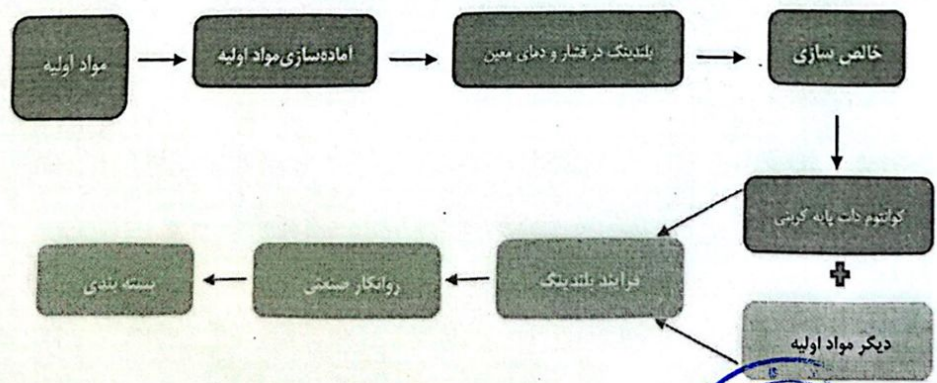 مواد اولیه
آماده‌سازی مواد اولیه
بلندینگ در فشار و دمای معین
خالص سازی
کوانتوم دات پایه کربنی
دیگر مواد اولیه
فرآیند بلندینگ
روانکار صنعتی
بسته بندی